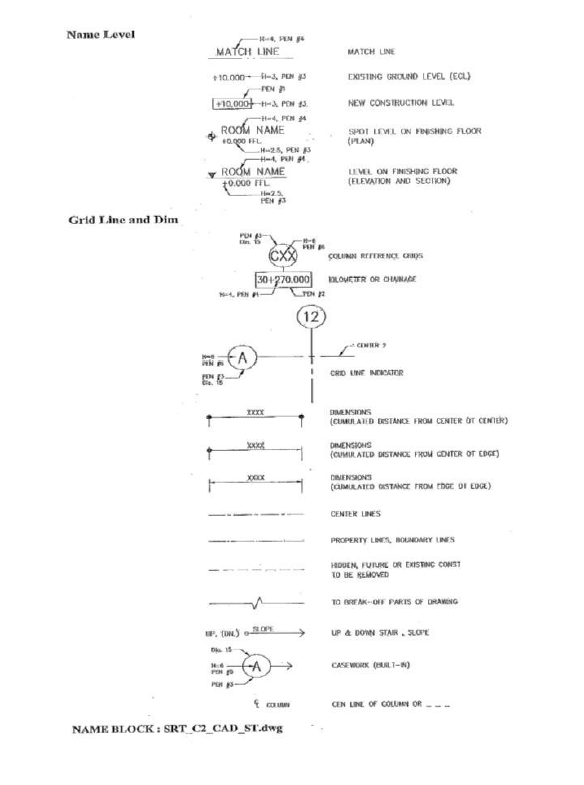 Name Level
H=4, PEN #4
MATCH LINE MATCH LINE
+10.000 H=3, PEN #3 EXISTING GROUND LEVEL (EGL)
PEN #1
+10,000 H=3, PEN #3. NEW CONSTRUCTION LEVEL
H=4, PEN #4
ROOM NAME SPOT LEVEL ON FINISHING FLOOR
+0.000 FFL. (PLAN)
H=2.5, PEN #3
H=4, PEN #4
ROOM NAME LEVEL ON FINISHING FLOOR
+0.000 FFL. (ELEVATION AND SECTION)
H=2.5,
PEN #3
Grid Line and Dim
PEN #3
Dia. 15
H=6
PEN #6
CXX COLUMN REFERENCE GRIDS
30+270.000 KILOMETER OR CHAINAGE
H=4, PEN #4 PEN #2
12
CENTER 2
H=6
PEN #6
A
PEN #3
Dia. 15
GRID LINE INDICATOR
XXXX DIMENSIONS
(CUMULATED DISTANCE FROM CENTER OT CENTER)
XXXX DIMENSIONS
(CUMULATED DISTANCE FROM CENTER OT EDGE)
XXXX DIMENSIONS
(CUMULATED DISTANCE FROM EDGE OT EDGE)
CENTER LINES
PROPERTY LINES, BOUNDARY LINES
HIDDEN, FUTURE OR EXISTING CONST
TO BE REMOVED
TO BREAK-OFF PARTS OF DRAWING
UP, (DN.) SLOPE UP & DOWN STAIR , SLOPE
Dia. 15
H=6
PEN #6
A CASEWORK (BUILT-IN)
PEN #3
℄ COLUMN CEN LINE OF COLUMN OR _ _ _
NAME BLOCK : SRT_C2_CAD_ST.dwg